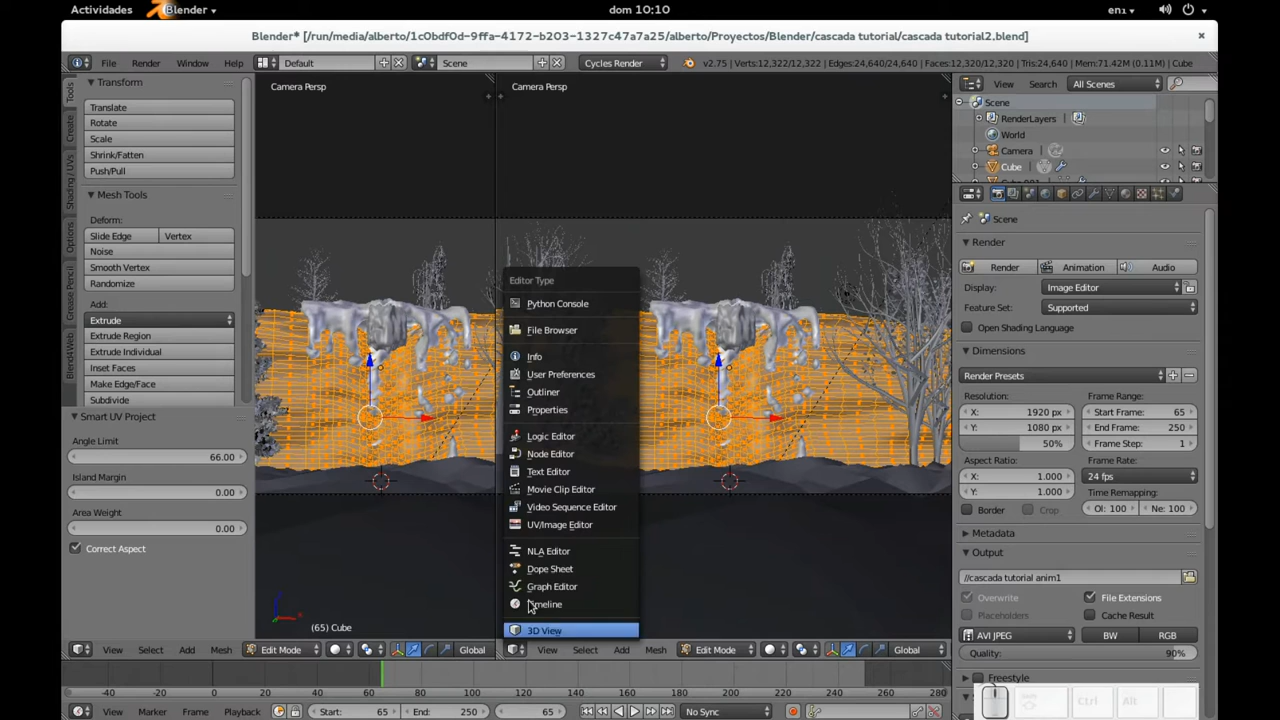 Actividades
Blender
dom 10:10
en1
Blender* [/run/media/alberto/1c0bdf0d-9ffa-4172-b203-1327c47a7a25/alberto/Proyectos/Blender/cascada tutorial/cascada tutorial2.blend]
File Render Window Help
Default
Scene
Cycles Render
v2.75 | Verts:12,322/12,322 | Edges:24,640/24,640 | Faces:12,320/12,320 | Tris:24,640 | Mem:71.42M (0.11M) | Cube
Tools
Create
Shading / UVs
Options
Grease Pencil
Blend4Web
Transform
Translate
Rotate
Scale
Shrink/Fatten
Push/Pull
Mesh Tools
Deform:
Slide Edge
Vertex
Noise
Smooth Vertex
Randomize
Add:
Extrude
Extrude Region
Extrude Individual
Inset Faces
Make Edge/Face
Subdivide
Smart UV Project
Angle Limit
66.00
Island Margin
0.00
Area Weight
0.00
Correct Aspect
Camera Persp
(65) Cube
View Select Add Mesh
Edit Mode
Global
Camera Persp
Editor Type
Python Console
File Browser
Info
User Preferences
Outliner
Properties
Logic Editor
Node Editor
Text Editor
Movie Clip Editor
Video Sequence Editor
UV/Image Editor
NLA Editor
Dope Sheet
Graph Editor
Timeline
3D View
View Select Add Mesh
Edit Mode
Global
View Search
All Scenes
Scene
RenderLayers
World
Camera
Cube
Scene
Render
Render
Animation
Audio
Display:
Image Editor
Feature Set:
Supported
Open Shading Language
Dimensions
Render Presets
Resolution:
X: 1920 px
Y: 1080 px
50%
Frame Range:
Start Frame: 65
End Frame: 250
Frame Step: 1
Aspect Ratio:
X: 1.000
Y: 1.000
Border
Crop
Frame Rate:
24 fps
Time Remapping:
Ol: 100
Ne: 100
Metadata
Output
//cascada tutorial anim1
Overwrite
File Extensions
Placeholders
Cache Result
AVI JPEG
BW
RGB
Quality:
90%
Freestyle
Ctrl
Alt
-40 -20 0 20 40 60 80 100 120 140 160 180 200 220 240 260 280
Marker Frame Playback
Start: 65
End: 250
65
No Sync